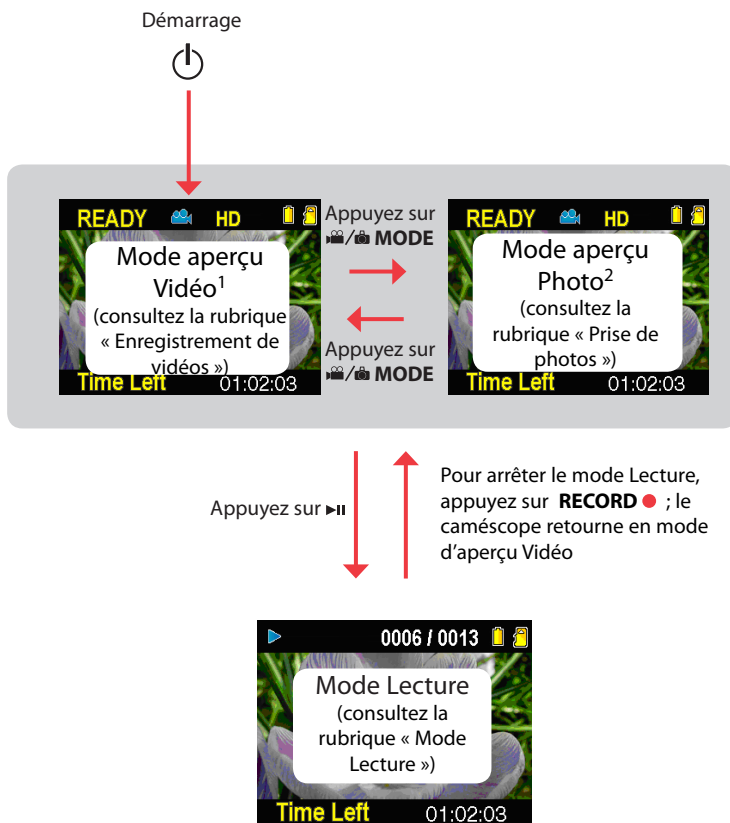 Démarrage
READY HD
Mode aperçu
Vidéo1
(consultez la rubrique
« Enregistrement de
vidéos »)
Time Left 01:02:03
Appuyez sur
/ MODE
Appuyez sur
/ MODE
READY HD
Mode aperçu
Photo2
(consultez la
rubrique « Prise de
photos »)
Time Left 01:02:03
Appuyez sur
Pour arrêter le mode Lecture,
appuyez sur RECORD ; le
caméscope retourne en mode
d'aperçu Vidéo
0006 / 0013
Mode Lecture
(consultez la
rubrique « Mode
Lecture »)
Time Left 01:02:03